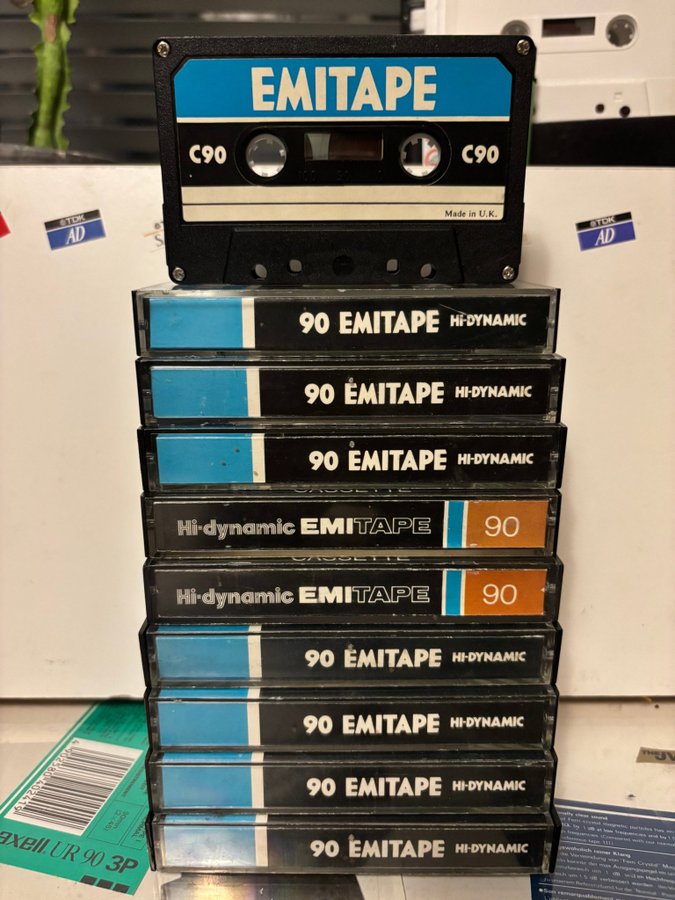 EMITAPE
C90 C90
Made in U.K.
TDK
AD
TDK
AD
90 EMITAPE Hi-DYNAMIC
90 EMITAPE HI-DYNAMIC
90 EMITAPE HI-DYNAMIC
CASSETTE
Hi-dynamic EMITAPE 90
CASSETTE
Hi-dynamic EMITAPE 90
90 EMITAPE HI-DYNAMIC
90 EMITAPE HI-DYNAMIC
90 EMITAPE HI-DYNAMIC
90 EMITAPE HI-DYNAMIC
axell UR 90 3P